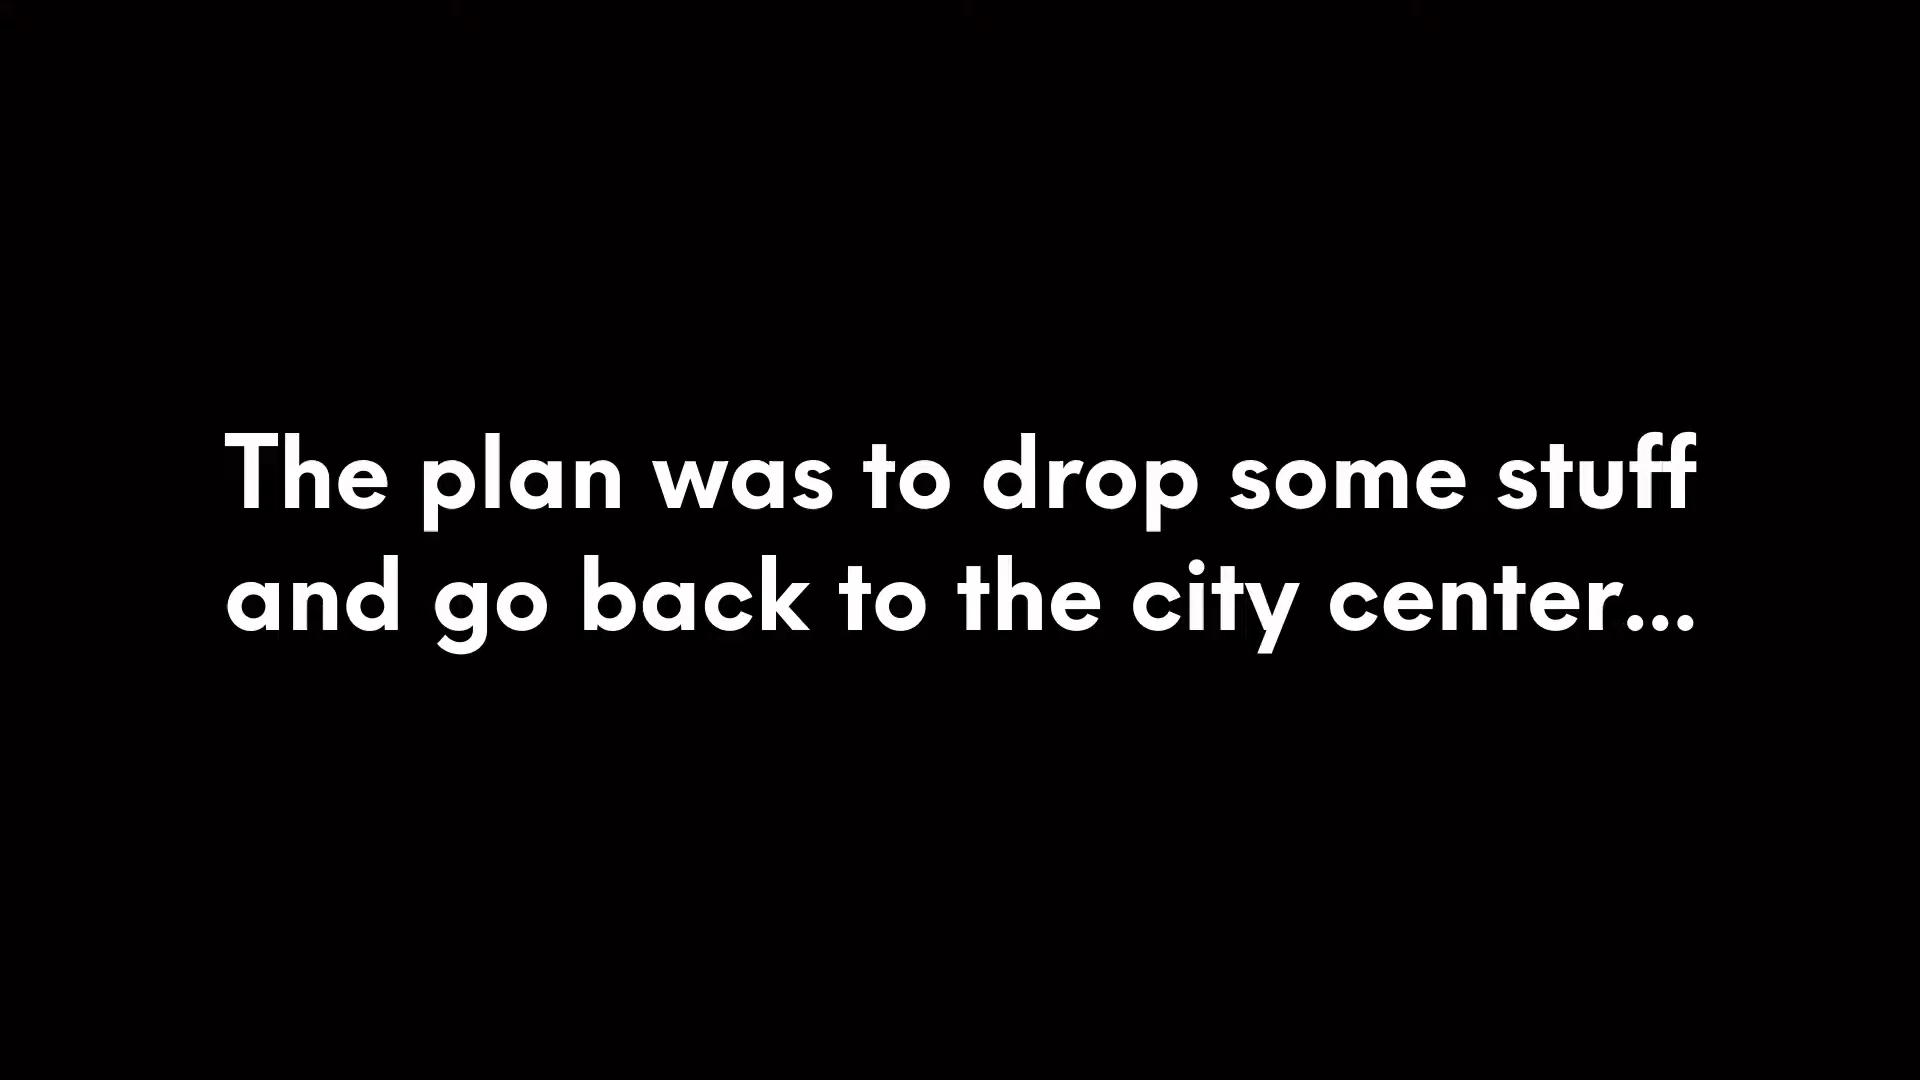 The plan was to drop some stuff
and go back to the city center...